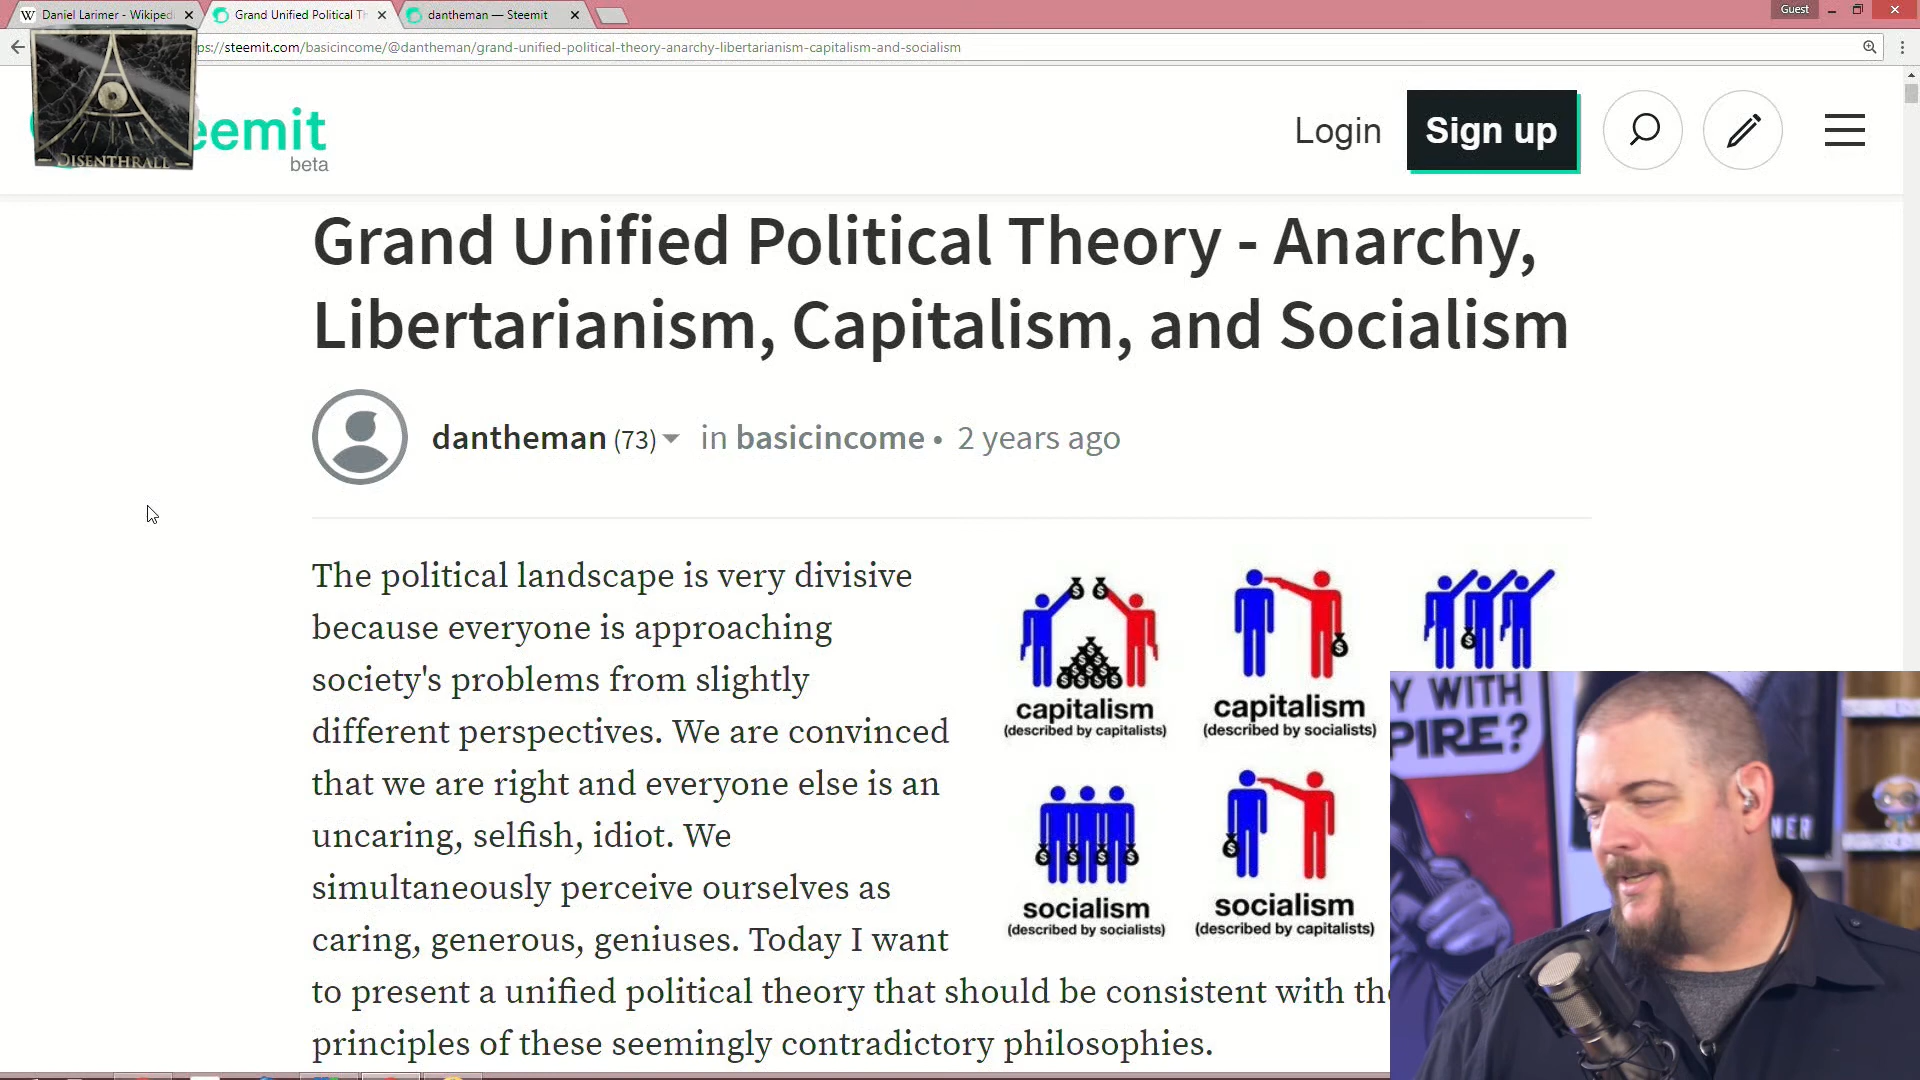 Daniel Larimer - Wikiped
Grand Unified Political Th
dantheman — Steemit
Guest
ps://steemit.com/basicincome/@dantheman/grand-unified-political-theory-anarchy-libertarianism-capitalism-and-socialism
DISENTHRALL
eemit
beta
Login
Sign up
Grand Unified Political Theory - Anarchy,
Libertarianism, Capitalism, and Socialism
dantheman (73) in basicincome • 2 years ago
The political landscape is very divisive
because everyone is approaching
society's problems from slightly
different perspectives. We are convinced
that we are right and everyone else is an
uncaring, selfish, idiot. We
simultaneously perceive ourselves as
caring, generous, geniuses. Today I want
to present a unified political theory that should be consistent with the
principles of these seemingly contradictory philosophies.
capitalism
(described by capitalists)
capitalism
(described by socialists)
socialism
(described by socialists)
socialism
(described by capitalists)
Y WITH
PIRE?
NER